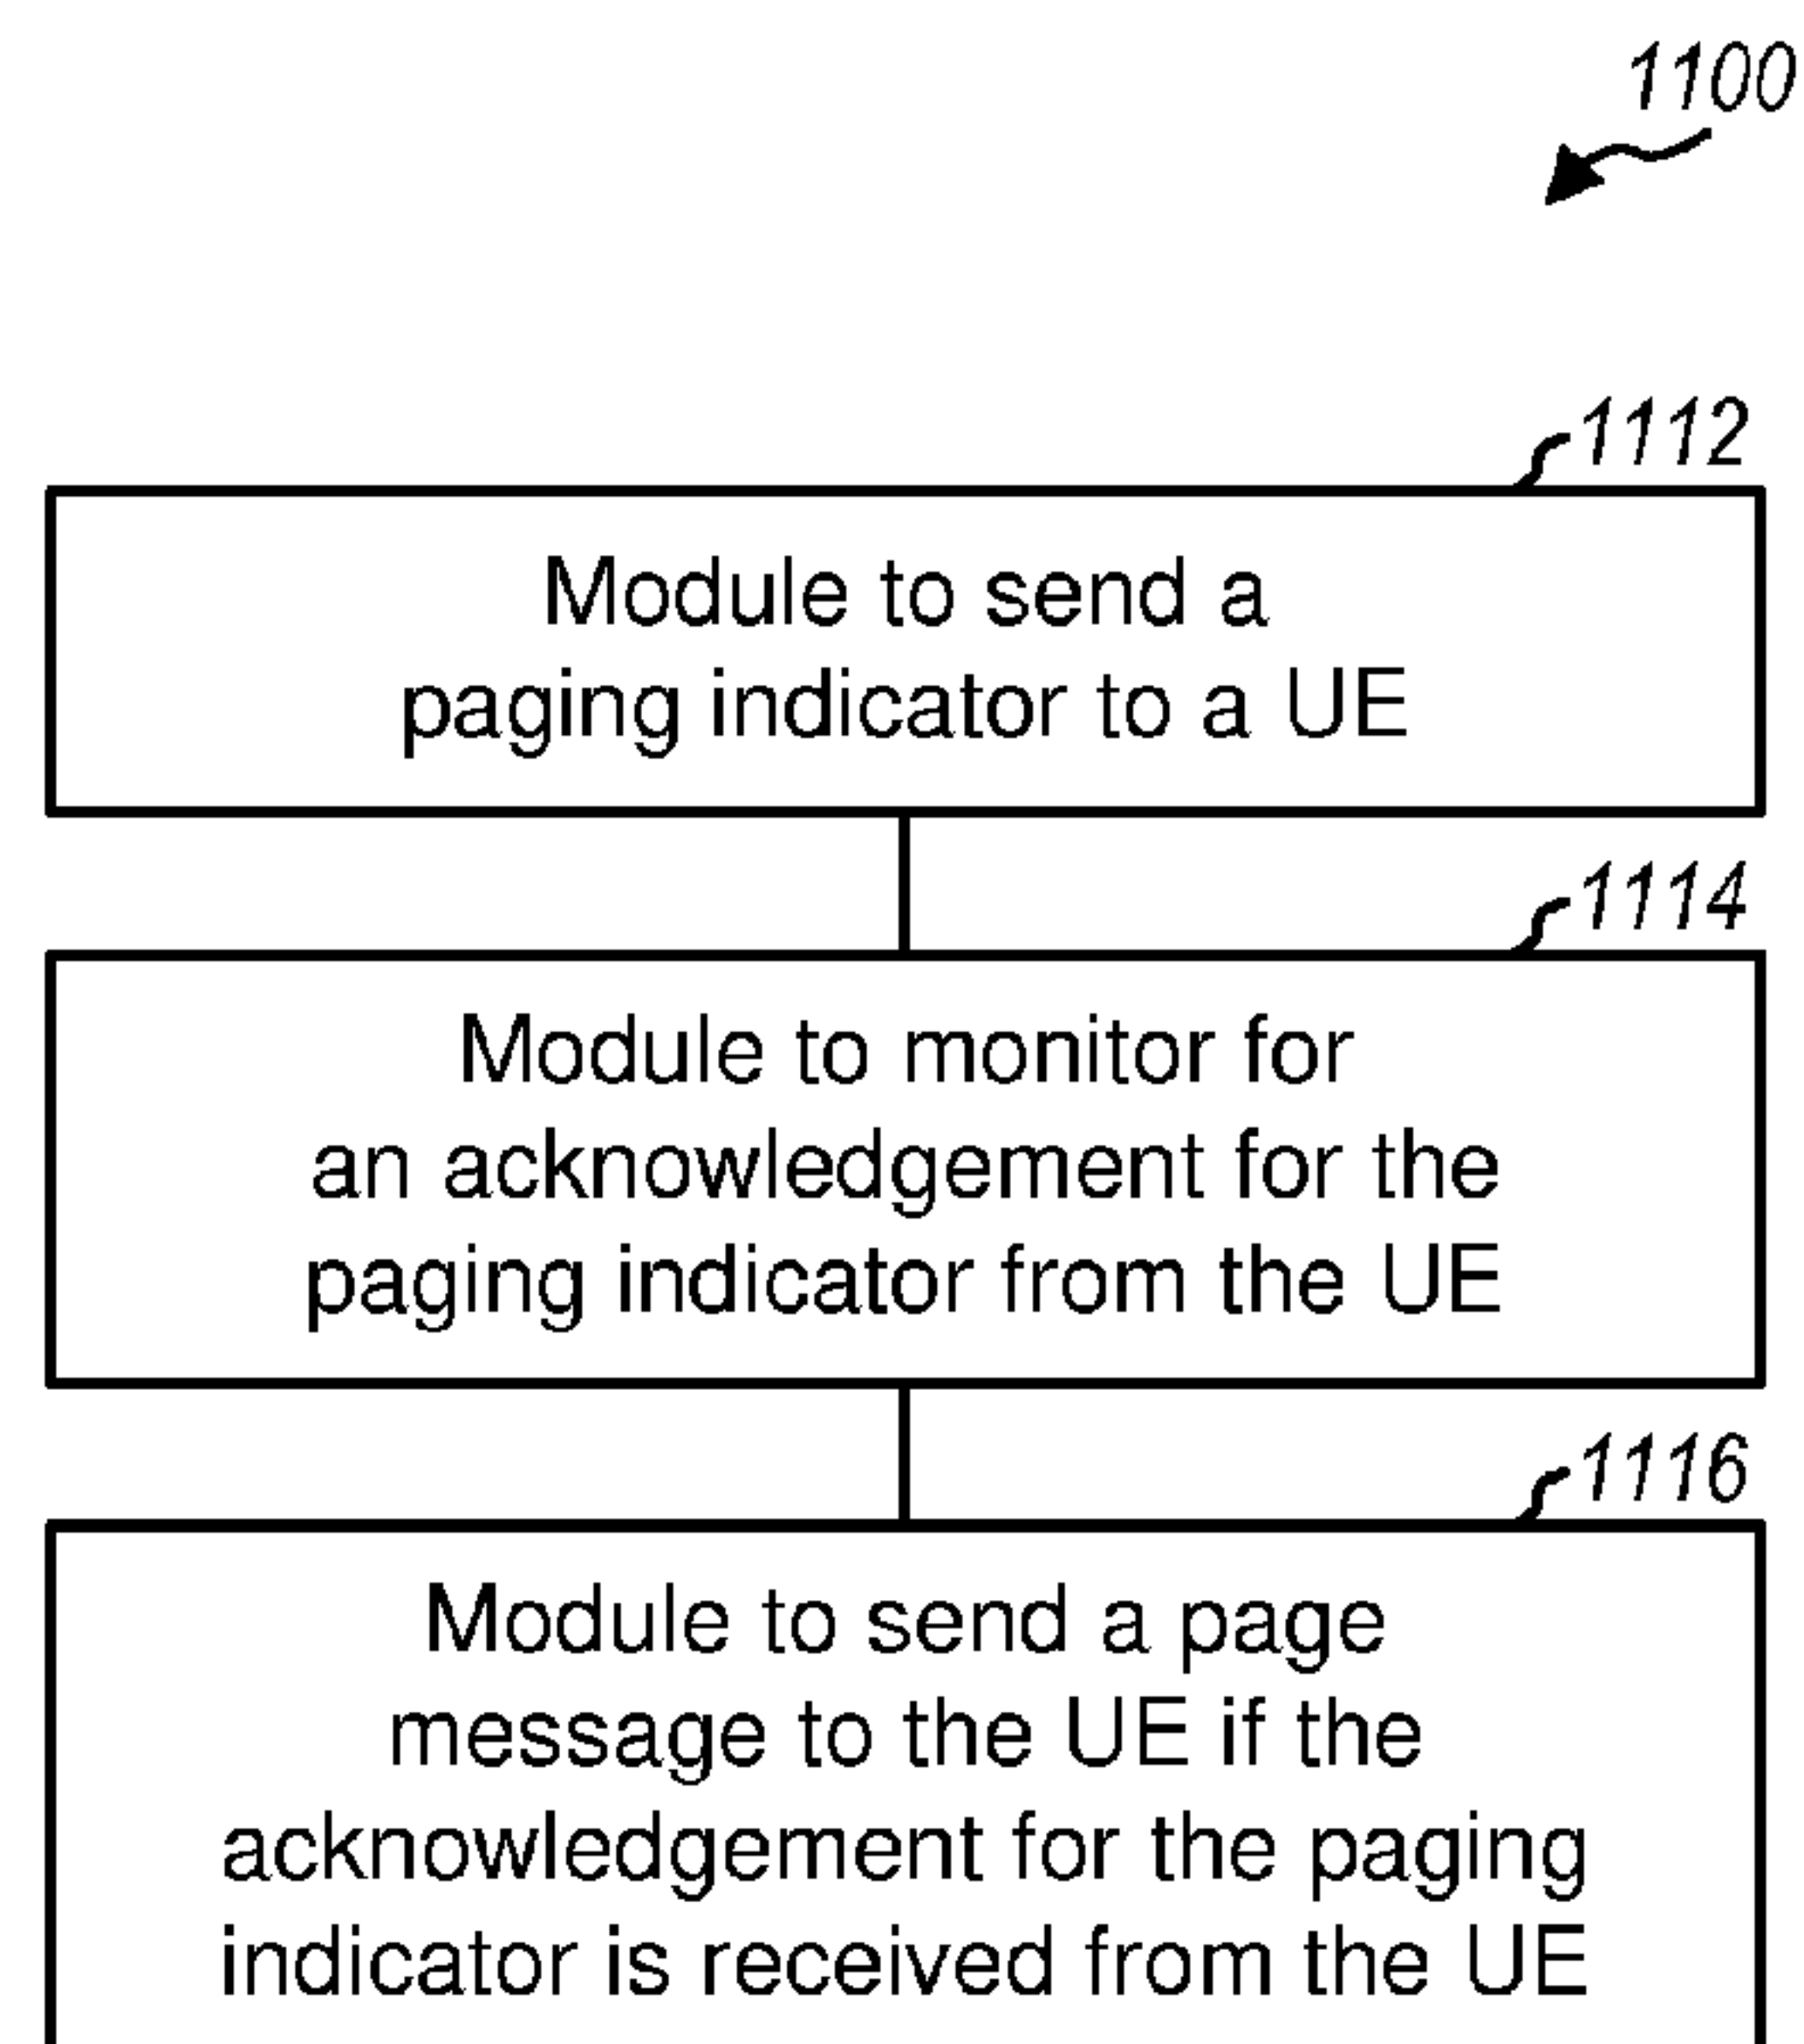 1100
1112
Module to send a
paging indicator to a UE
1114
Module to monitor for
an acknowledgement for the
paging indicator from the UE
1116
Module to send a page
message to the UE if the
acknowledgement for the paging
indicator is received from the UE